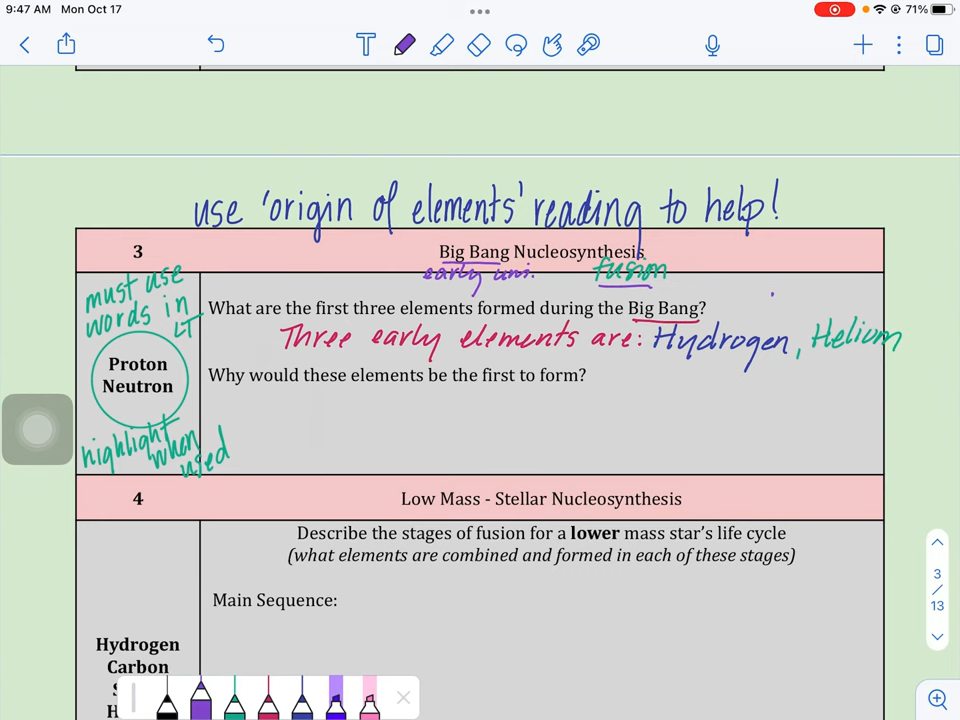 9:47 AM Mon Oct 17
71%
use 'origin of elements' reading to help!
3 Big Bang Nucleosynthesis
early uni. fusion
must use
words in
LT
What are the first three elements formed during the Big Bang?
Three early elements are: Hydrogen, Helium
Proton
Neutron
Why would these elements be the first to form?
highlight
when
used
4 Low Mass - Stellar Nucleosynthesis
Describe the stages of fusion for a lower mass star's life cycle
(what elements are combined and formed in each of these stages)
Main Sequence:
Hydrogen
Carbon
3
/
13